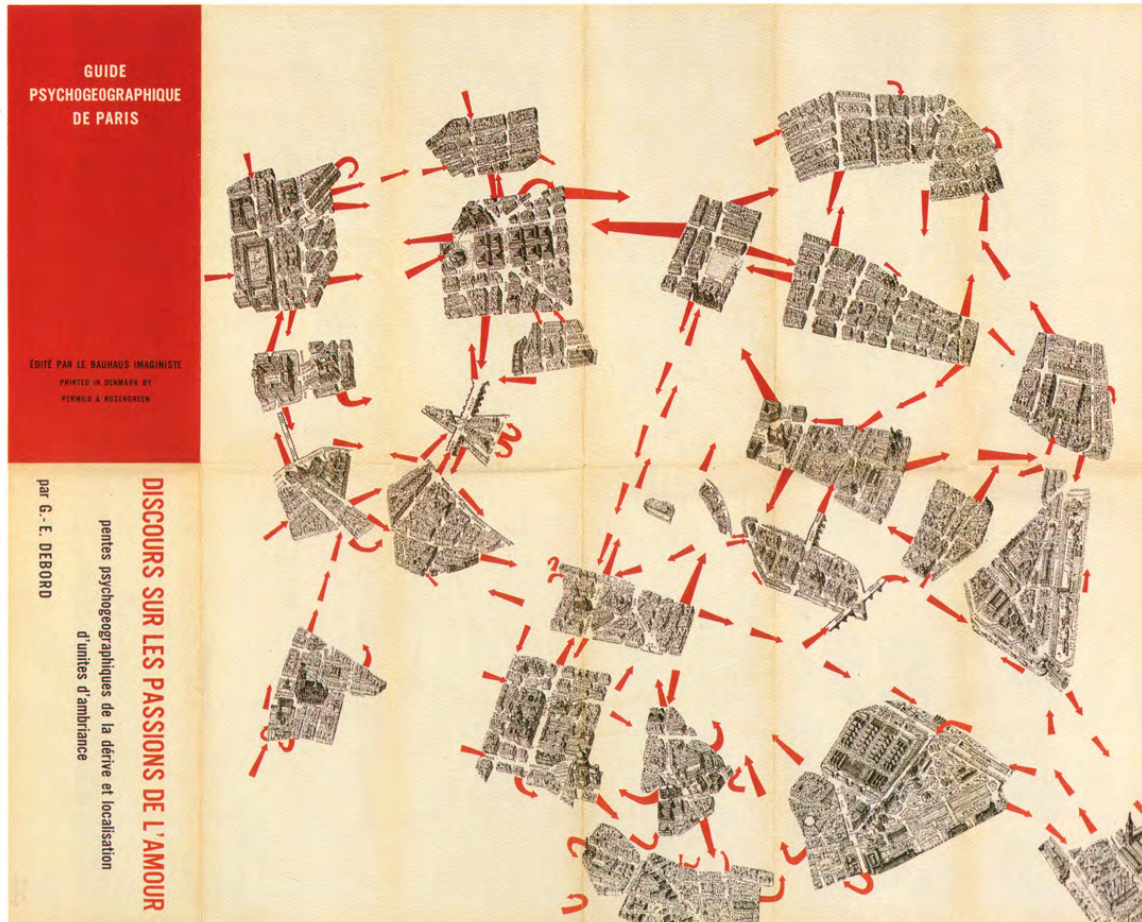 GUIDE
PSYCHOGEOGRAPHIQUE
DE PARIS
ÉDITÉ PAR LE BAUHAUS IMAGINISTE
PRINTED IN DENMARK BY
PERMILD & ROSENGREEN
DISCOURS SUR LES PASSIONS DE L'AMOUR
pentes psychogeographiques de la dérive et localisation
d'unites d'ambriance
par G.-E. DEBORD